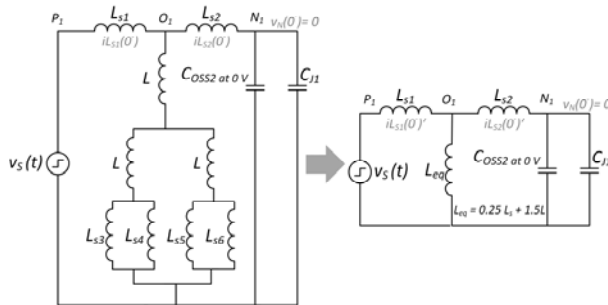 P1 Ls1 O1 Ls2 N1 vN(0-)= 0
iLS1(0-) iLS2(0-)
L COSS2 at 0 V CJ1
vS(t)
L L
Ls3 Ls4 Ls5 Ls6
P1 Ls1 O1 Ls2 N1 vN(0-)= 0
iLS1(0-)' iLS2(0-)'
vS(t) Leq COSS2 at 0 V CJ1
Leq = 0.25 Ls + 1.5L